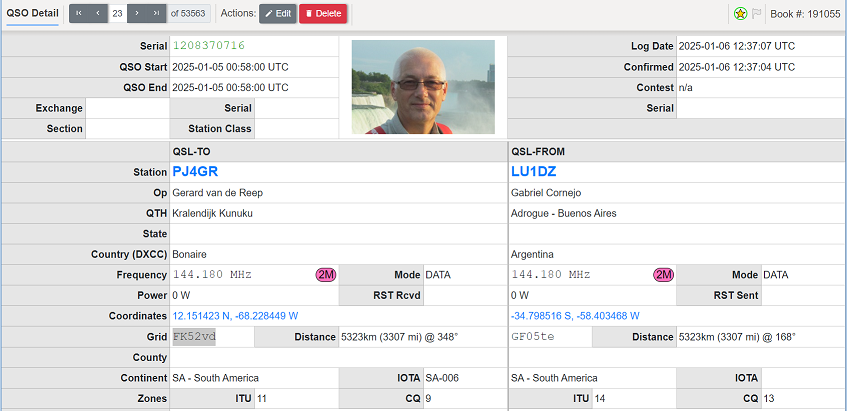 QSO Detail 23 of 53563 Actions: Edit Delete Book #: 191055
Serial 1208370716 Log Date 2025-01-06 12:37:07 UTC
QSO Start 2025-01-05 00:58:00 UTC Confirmed 2025-01-06 12:37:04 UTC
QSO End 2025-01-05 00:58:00 UTC Contest n/a
Exchange Serial Serial
Section Station Class
QSL-TO QSL-FROM
Station PJ4GR LU1DZ
Op Gerard van de Reep Gabriel Cornejo
QTH Kralendijk Kunuku Adrogue - Buenos Aires
State
Country (DXCC) Bonaire Argentina
Frequency 144.180 MHz 2M Mode DATA 144.180 MHz 2M Mode DATA
Power 0 W RST Rcvd 0 W RST Sent
Coordinates 12.151423 N, -68.228449 W -34.798516 S, -58.403468 W
Grid FK52vd Distance 5323km (3307 mi) @ 348° GF05te Distance 5323km (3307 mi) @ 168°
County
Continent SA - South America IOTA SA-006 SA - South America IOTA
Zones ITU 11 CQ 9 ITU 14 CQ 13